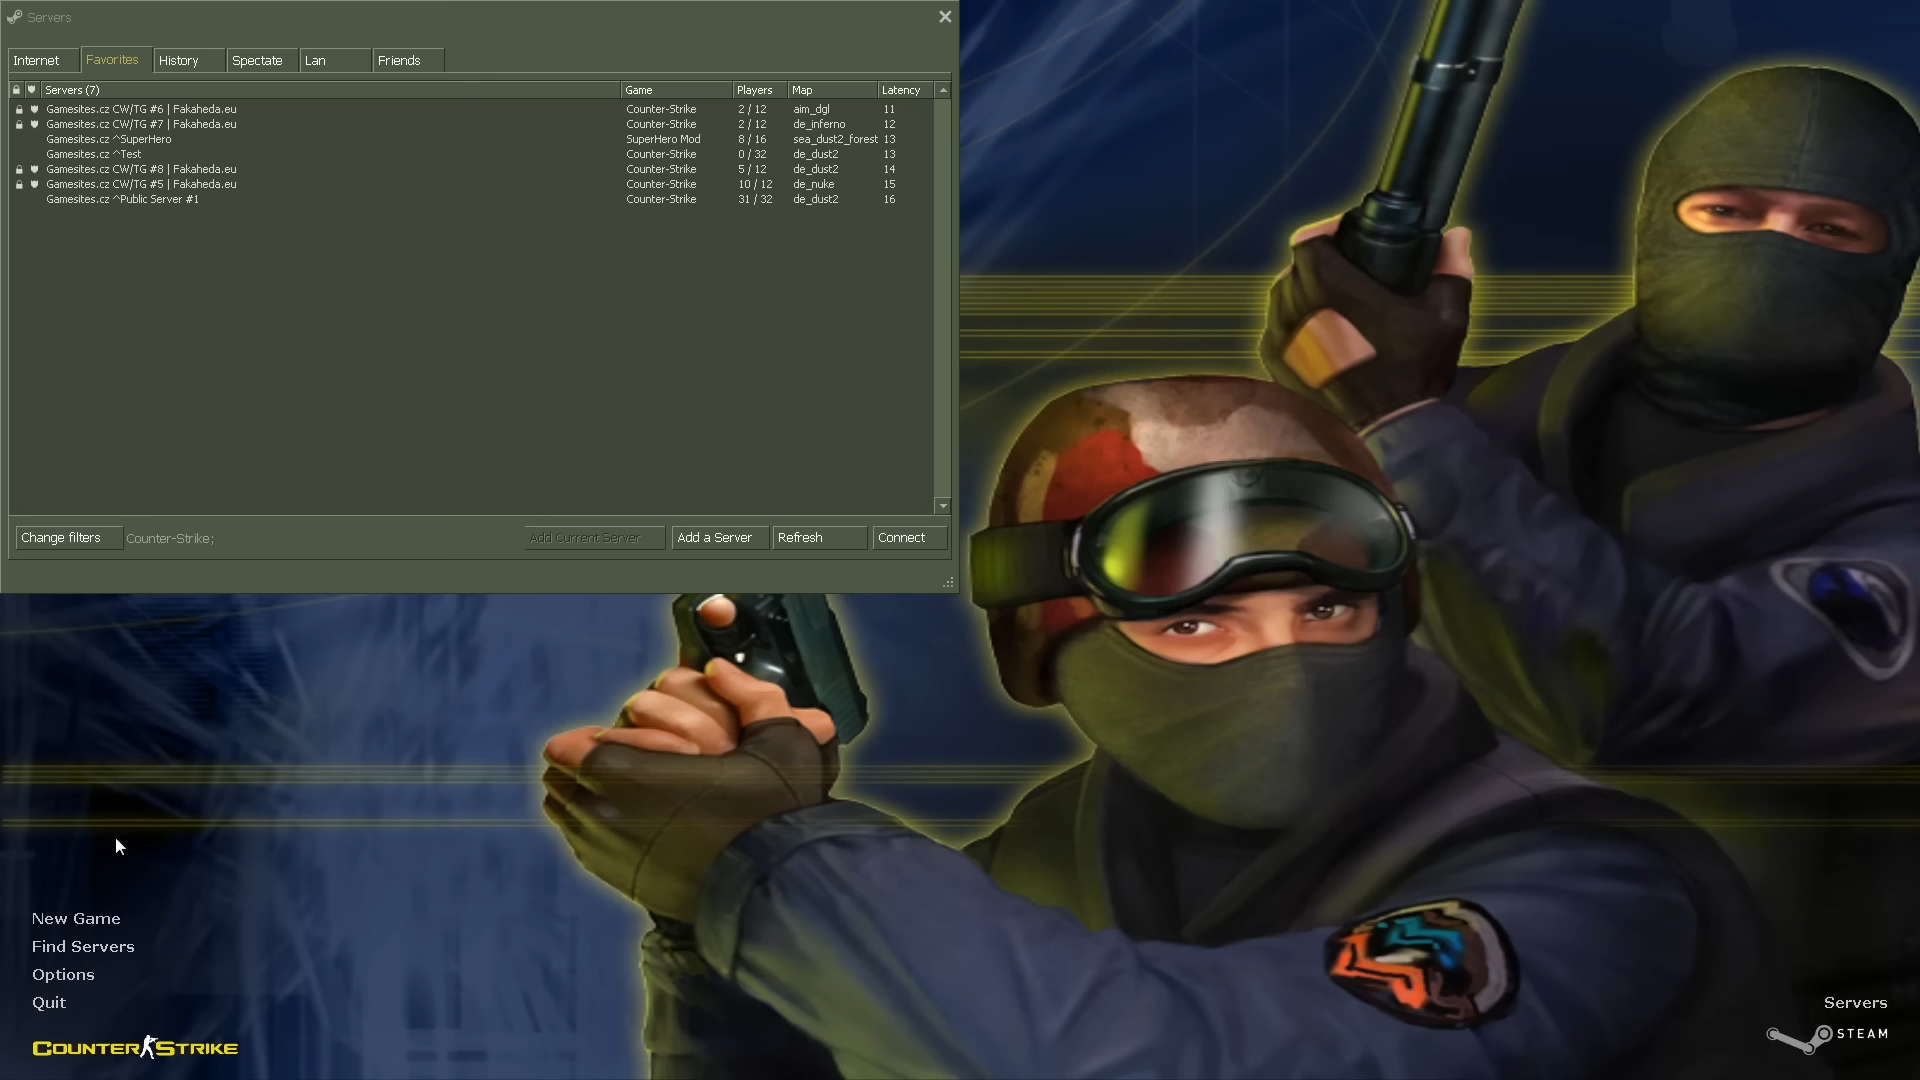 Servers
Internet Favorites History Spectate Lan Friends
Servers (7) Game Players Map Latency
Gamesites.cz CW/TG #6 | Fakaheda.eu Counter-Strike 2 / 12 aim_dgl 11
Gamesites.cz CW/TG #7 | Fakaheda.eu Counter-Strike 2 / 12 de_inferno 12
Gamesites.cz ^SuperHero SuperHero Mod 8 / 16 sea_dust2_forest 13
Gamesites.cz ^Test Counter-Strike 0 / 32 de_dust2 13
Gamesites.cz CW/TG #8 | Fakaheda.eu Counter-Strike 5 / 12 de_dust2 14
Gamesites.cz CW/TG #5 | Fakaheda.eu Counter-Strike 10 / 12 de_nuke 15
Gamesites.cz ^Public Server #1 Counter-Strike 31 / 32 de_dust2 16
Change filters Counter-Strike; Add Current Server Add a Server Refresh Connect
New Game
Find Servers
Options
Quit
Servers
COUNTER STRIKE
STEAM